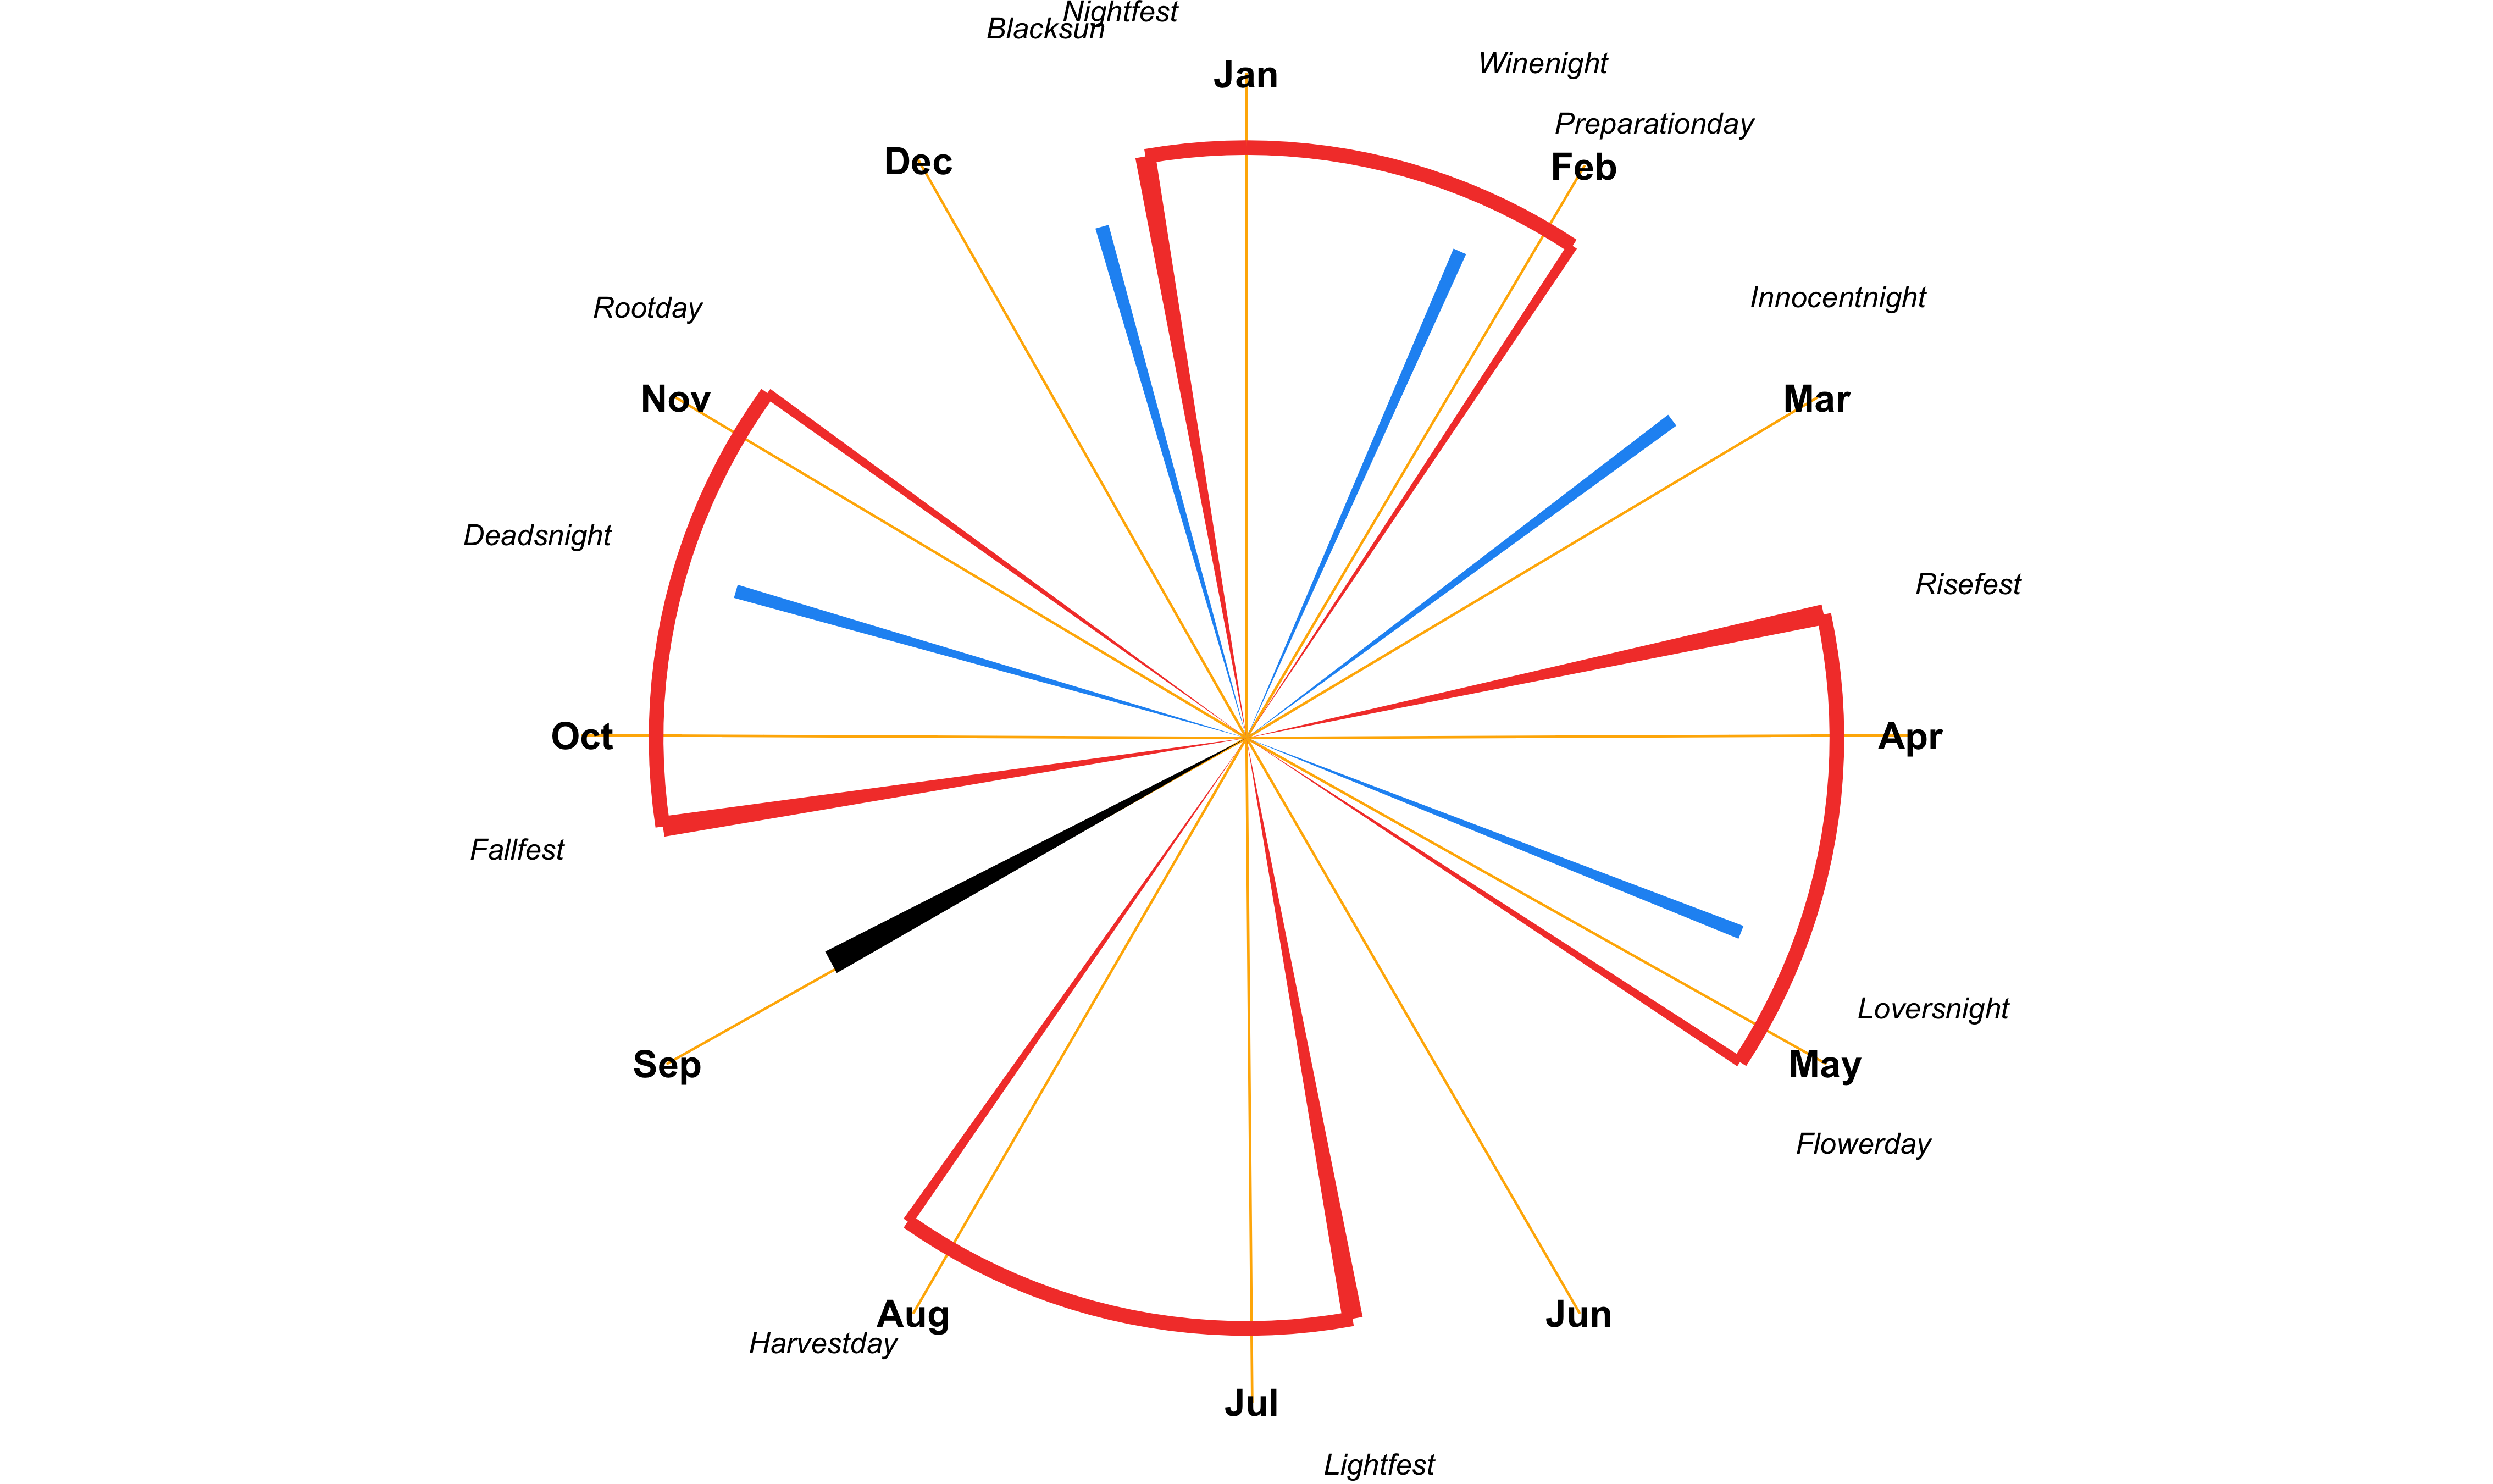 Nightfest
Blacksun
Jan
Winenight
Preparationday
Dec
Feb
Innocentnight
Rootday
Nov
Mar
Deadsnight
Risefest
Oct
Apr
Fallfest
Loversnight
Sep
May
Flowerday
Aug
Jun
Harvestday
Jul
Lightfest